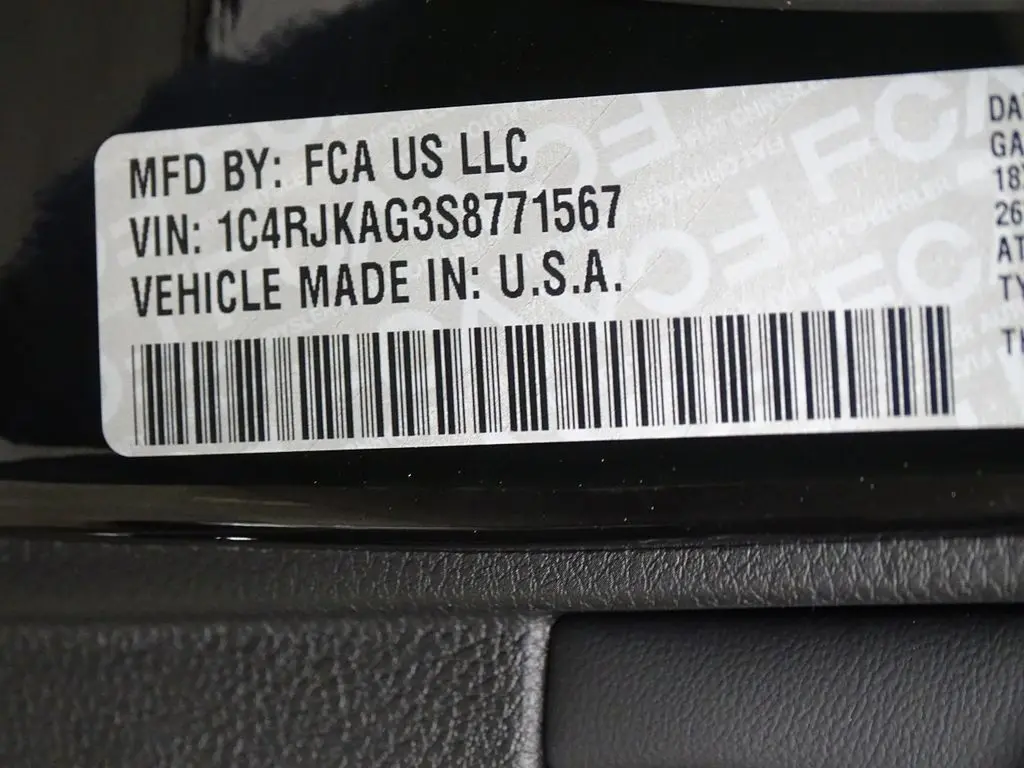 MFD BY: FCA US LLC
VIN: 1C4RJKAG3S8771567
VEHICLE MADE IN: U.S.A.